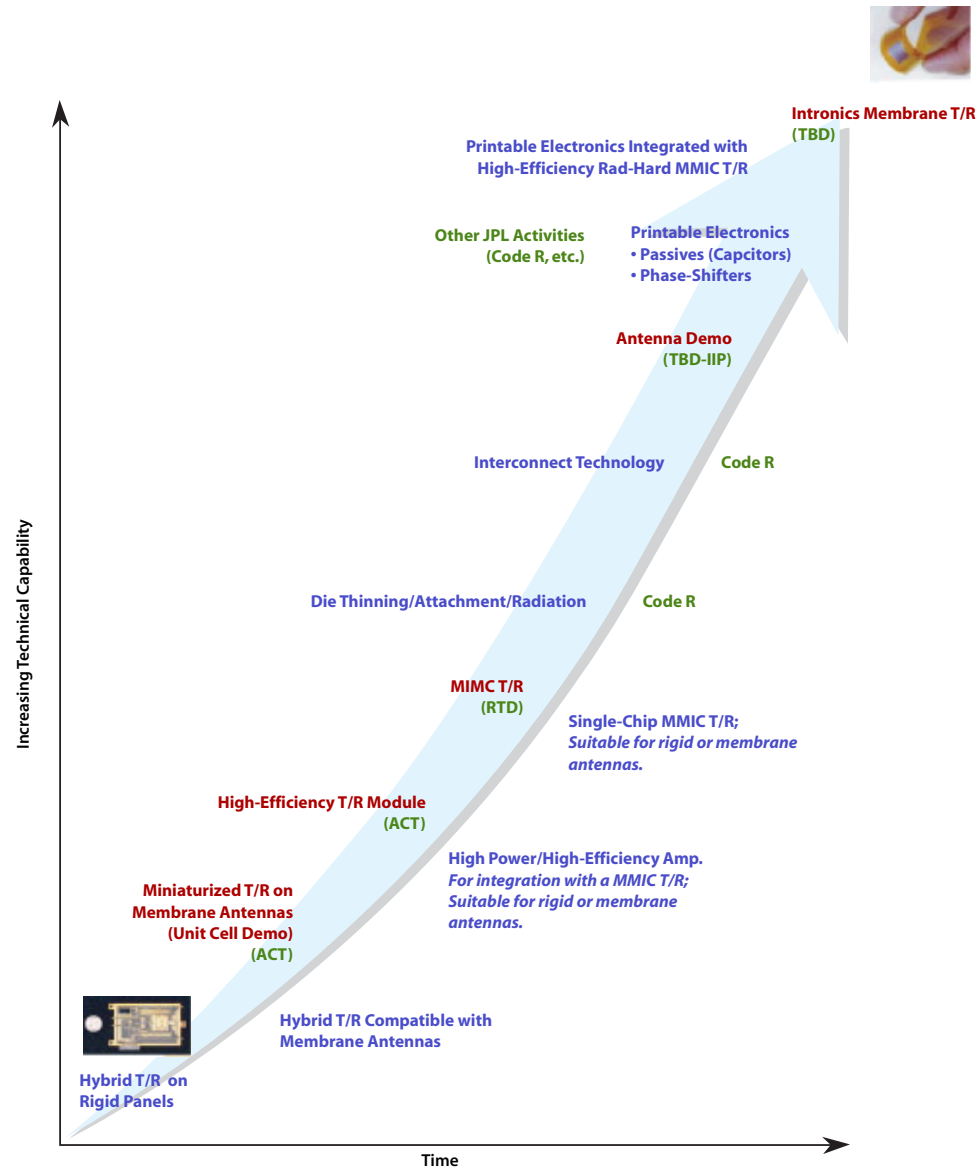 Intronics Membrane T/R
(TBD)
Printable Electronics Integrated with
High-Efficiency Rad-Hard MMIC T/R
Other JPL Activities
(Code R, etc.)
Printable Electronics
• Passives (Capcitors)
• Phase-Shifters
Antenna Demo
(TBD-IIP)
Interconnect Technology
Code R
Die Thinning/Attachment/Radiation
Code R
MIMC T/R
(RTD)
Single-Chip MMIC T/R;
Suitable for rigid or membrane
antennas.
High-Efficiency T/R Module
(ACT)
High Power/High-Efficiency Amp.
For integration with a MMIC T/R;
Suitable for rigid or membrane
antennas.
Miniaturized T/R on
Membrane Antennas
(Unit Cell Demo)
(ACT)
Hybrid T/R Compatible with
Membrane Antennas
Hybrid T/R on
Rigid Panels
Increasing Technical Capability
Time